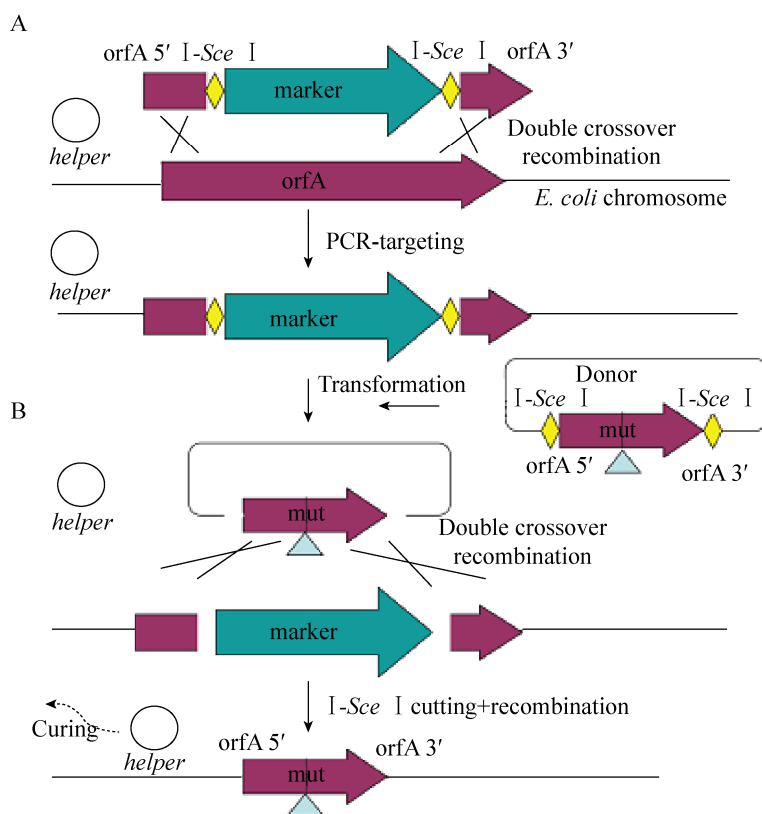 A
orfA 5′ Ⅰ-Sce Ⅰ
Ⅰ-Sce Ⅰ orfA 3′
marker
helper
Double crossover
recombination
orfA
E. coli chromosome
PCR-targeting
helper
marker
Transformation
Donor
Ⅰ-Sce Ⅰ
Ⅰ-Sce Ⅰ
mut
orfA 5′
orfA 3′
B
helper
mut
Double crossover
recombination
marker
Ⅰ-Sce Ⅰ cutting+recombination
Curing
helper
orfA 5′
orfA 3′
mut